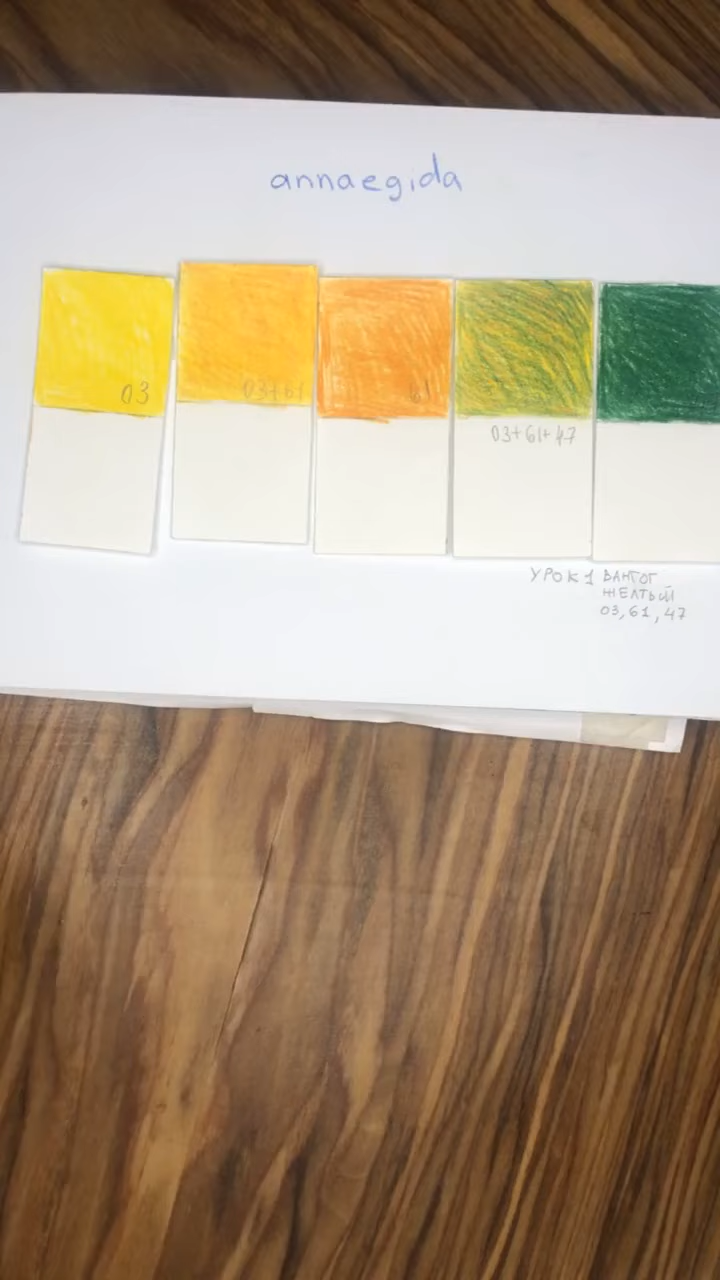 annaegida
03
03+61
61
03+61+47
УРОК 1 ВАНГОГ
ЖЕЛТЫЙ
03, 61, 47